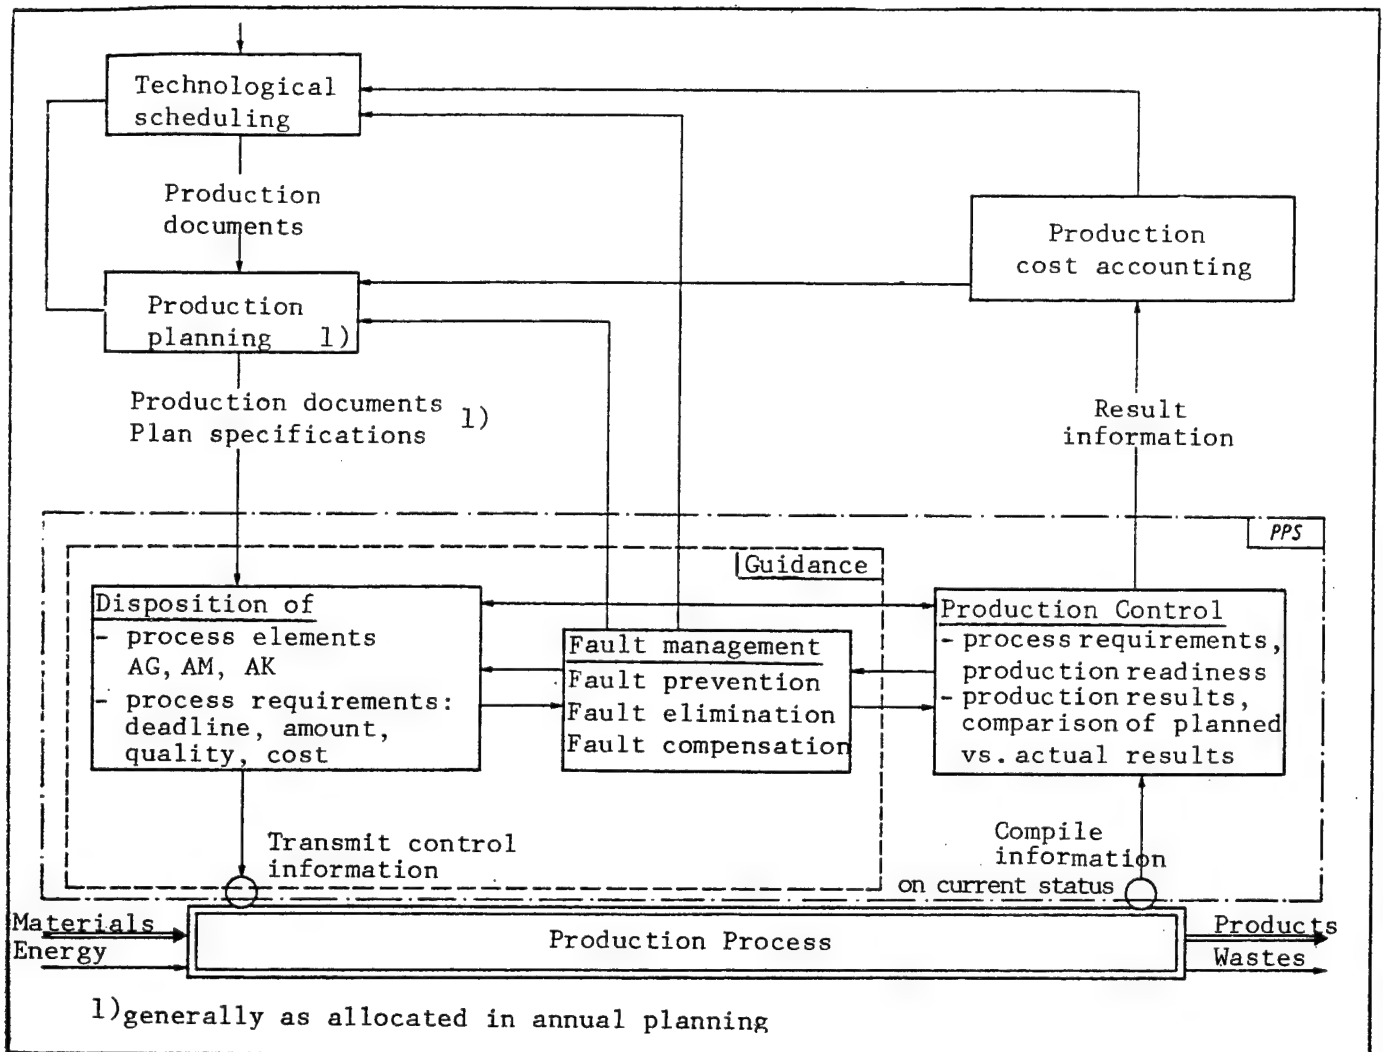 Technological
scheduling
Production
documents
Production
cost accounting
Production
planning 1)
Production documents 1)
Plan specifications
Result
information
PPS
Guidance
Disposition of
- process elements
AG, AM, AK
- process requirements:
deadline, amount,
quality, cost
Fault management
Fault prevention
Fault elimination
Fault compensation
Production Control
- process requirements,
production readiness
- production results,
comparison of planned
vs. actual results
Transmit control
information
Compile
information
on current status
Materials
Energy
Production Process
Products
Wastes
1) generally as allocated in annual planning